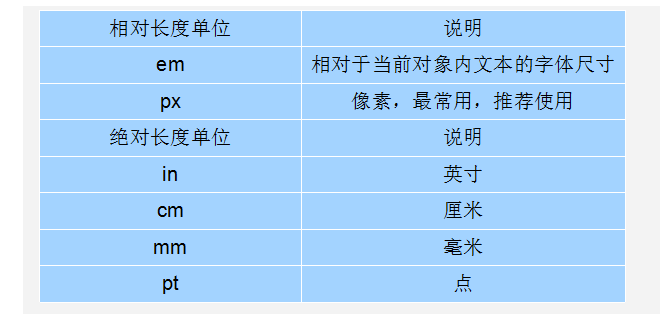 相对长度单位 说明
em 相对于当前对象内文本的字体尺寸
px 像素，最常用，推荐使用
绝对长度单位 说明
in 英寸
cm 厘米
mm 毫米
pt 点